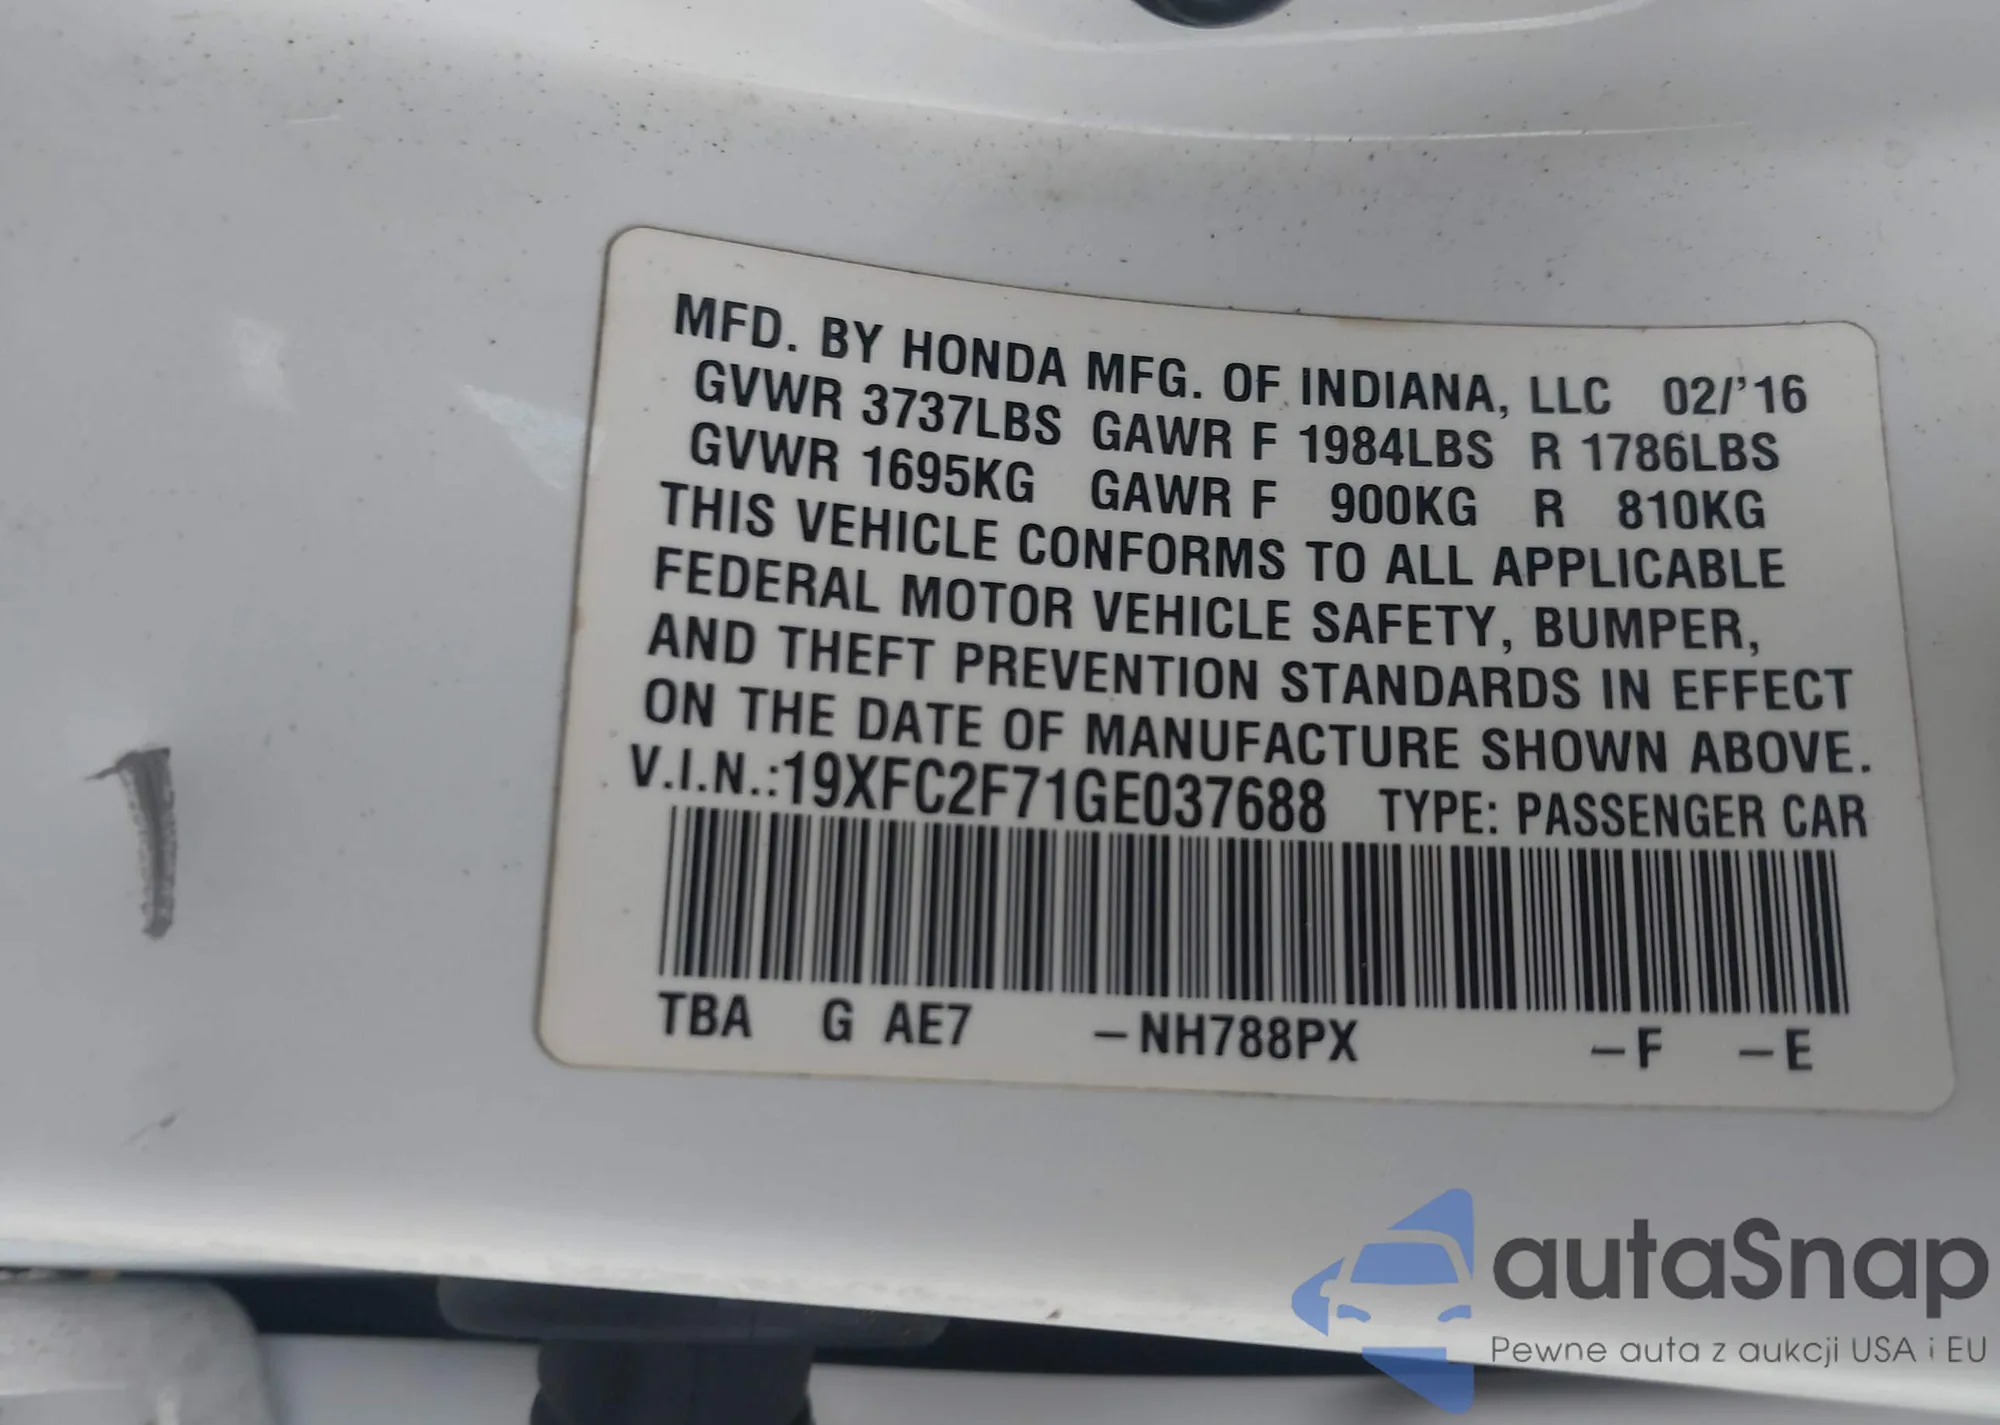 MFD. BY HONDA MFG. OF INDIANA, LLC 02/'16
GVWR 3737LBS GAWR F 1984LBS R 1786LBS
GVWR 1695KG GAWR F 900KG R 810KG
THIS VEHICLE CONFORMS TO ALL APPLICABLE
FEDERAL MOTOR VEHICLE SAFETY, BUMPER,
AND THEFT PREVENTION STANDARDS IN EFFECT
ON THE DATE OF MANUFACTURE SHOWN ABOVE.
V.I.N.:19XFC2F71GE037688 TYPE: PASSENGER CAR
TBA G AE7 –NH788PX –F –E
autaSnap
Pewne auta z aukcji USA i EU